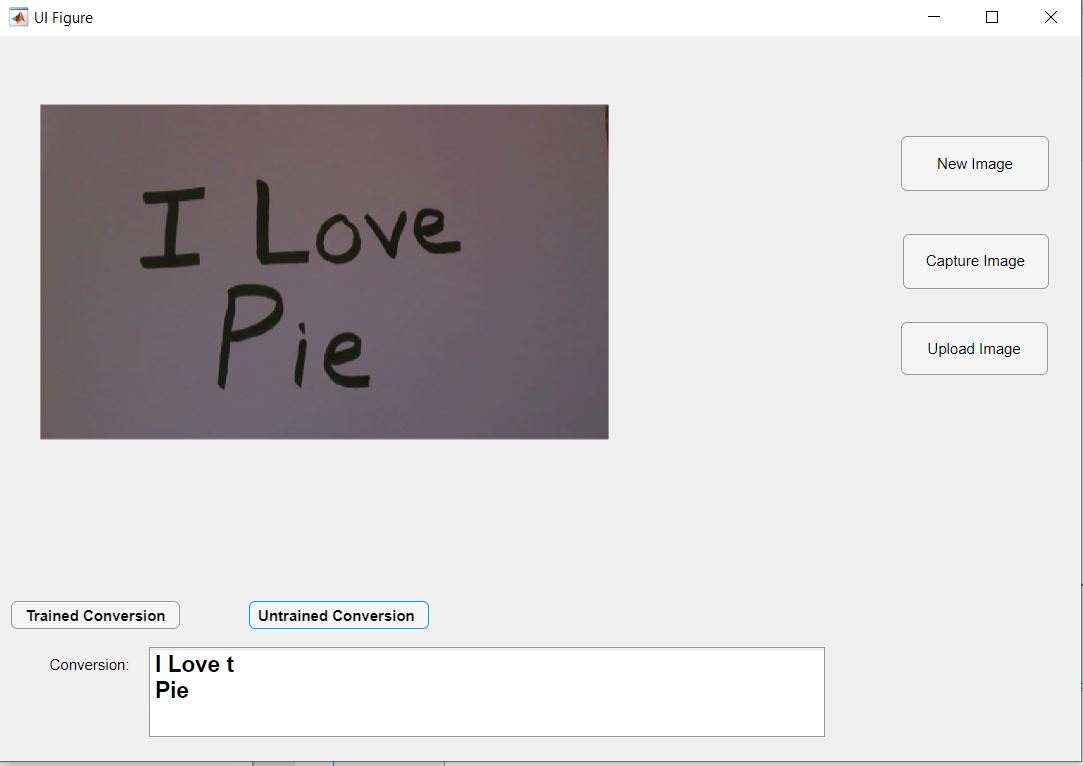 UI Figure
I Love
Pie
New Image
Capture Image
Upload Image
Trained Conversion
Untrained Conversion
Conversion:
I Love t
Pie